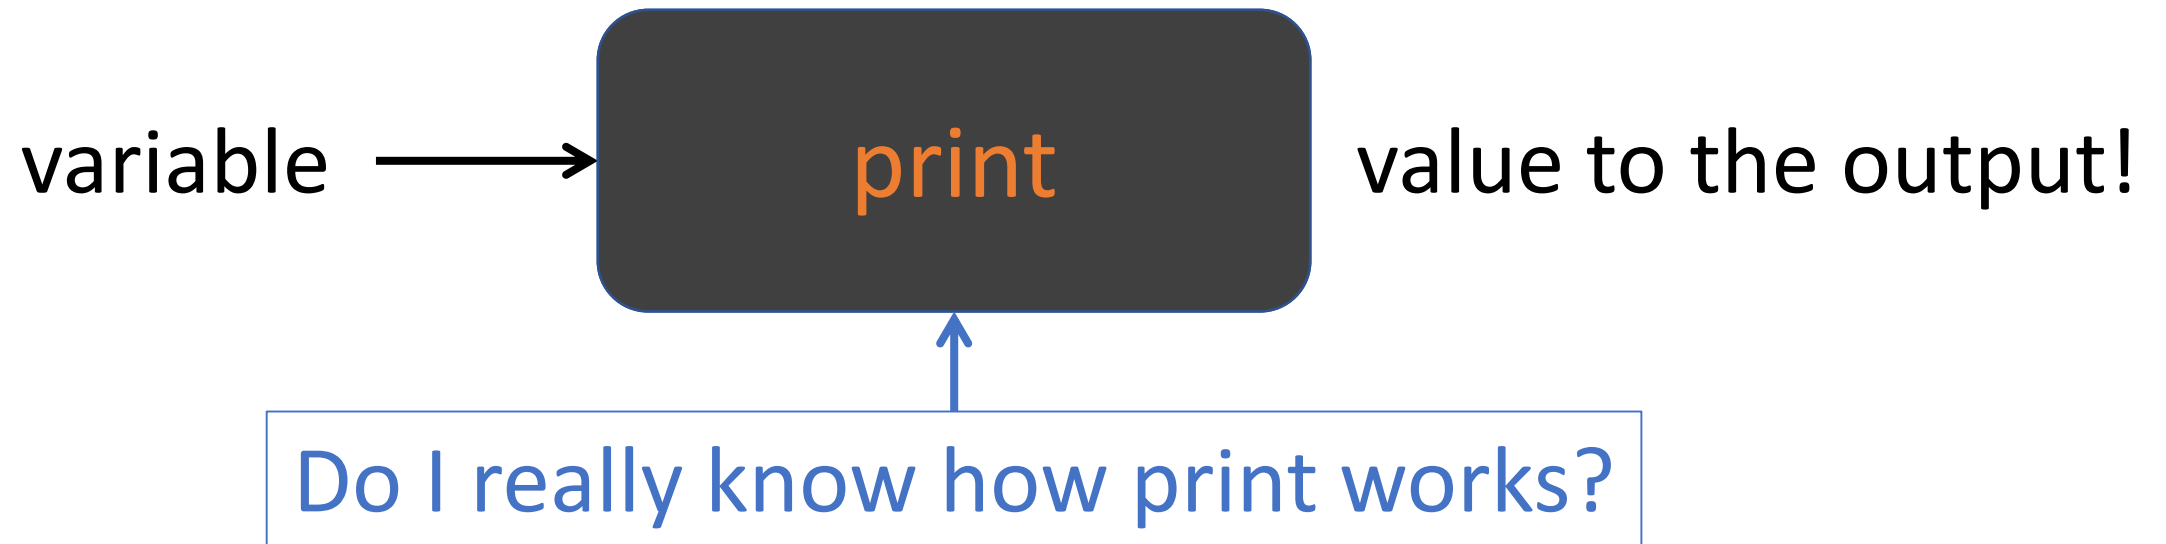 variable
print
value to the output!
Do I really know how print works?